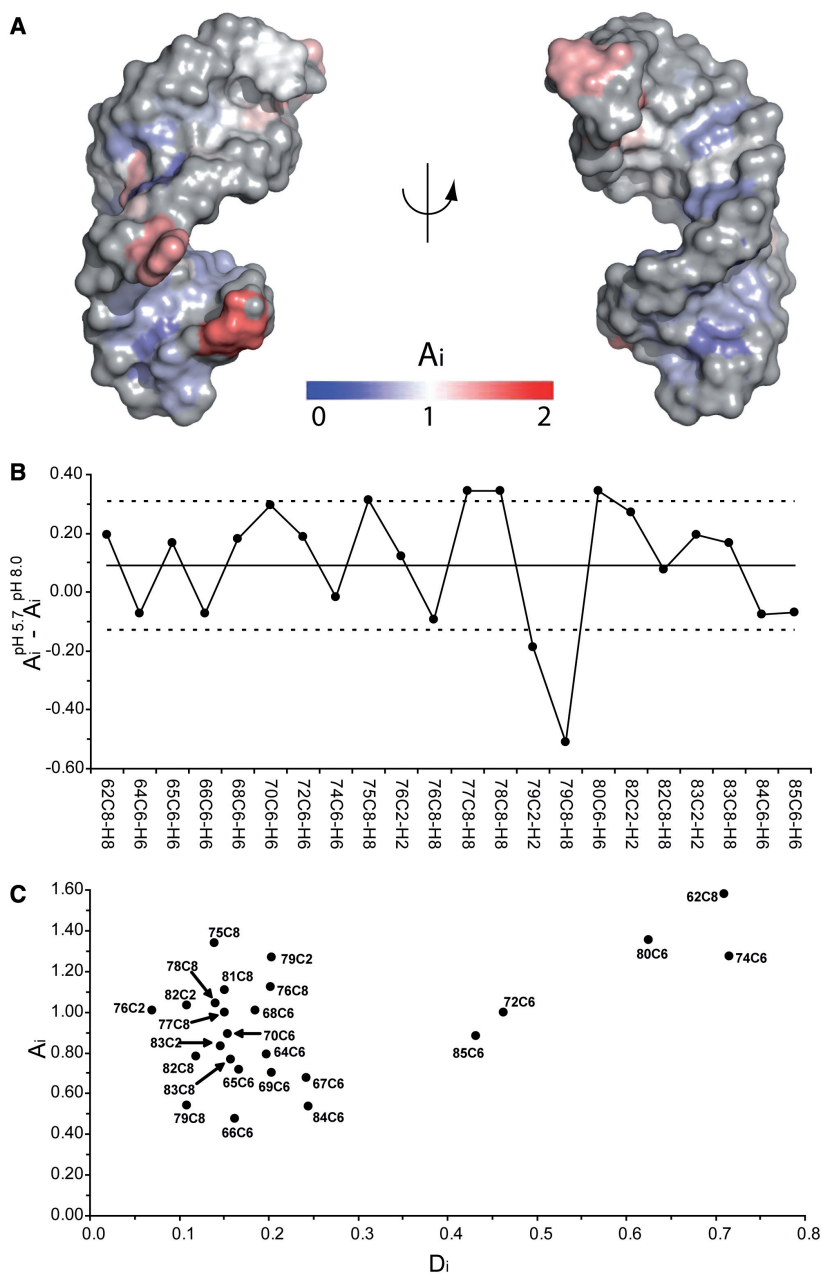 A
Ai
0 1 2
B
0.40
0.20
0.00
-0.20
-0.40
-0.60
Ai pH 5.7 - Ai pH 8.0
62C8-H8
64C6-H6
65C6-H6
66C6-H6
68C6-H6
70C6-H6
72C6-H6
74C6-H6
75C8-H8
76C2-H2
76C8-H8
77C8-H8
78C8-H8
79C2-H2
79C8-H8
80C6-H6
82C2-H2
82C8-H8
83C2-H2
83C8-H8
84C6-H6
85C6-H6
C
1.60
1.40
1.20
1.00
0.80
0.60
0.40
0.20
0.00
Ai
62C8
75C8
80C6
74C6
79C2
78C8
81C8
76C8
82C2
76C2
72C6
68C6
77C8
70C6
83C2
64C6
85C6
82C8
83C8
65C6
69C6
67C6
79C8
66C6
84C6
0.0 0.1 0.2 0.3 0.4 0.5 0.6 0.7 0.8
Di